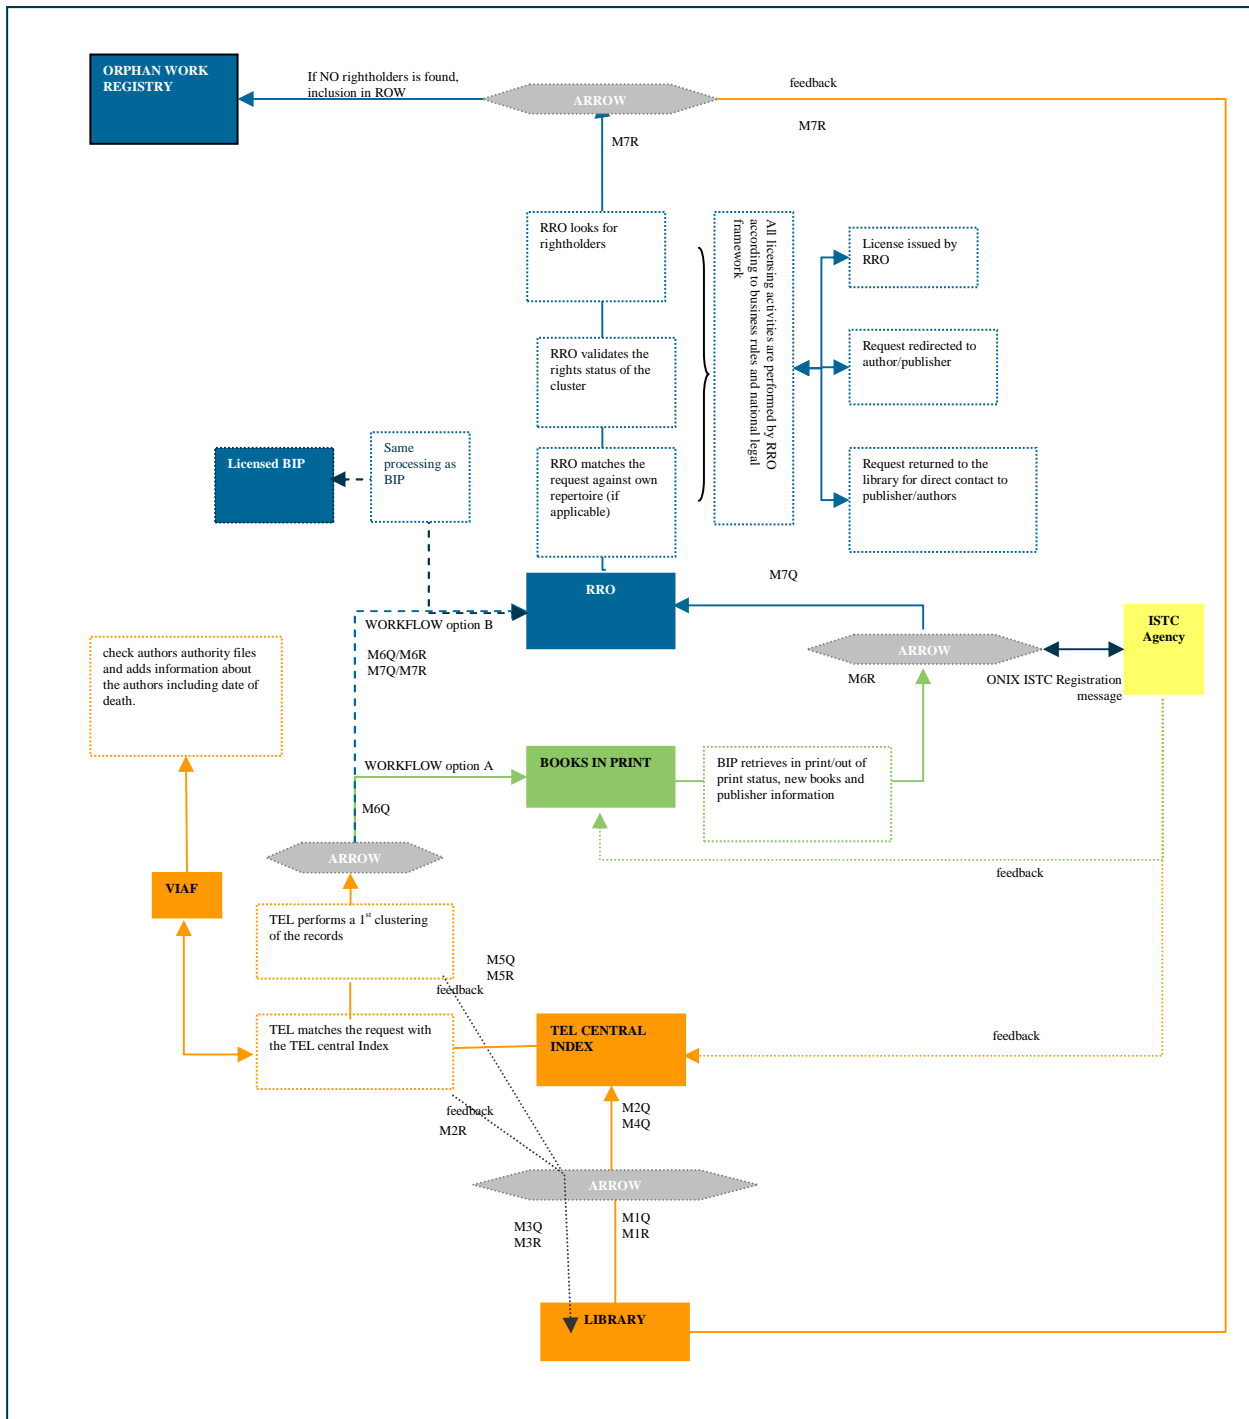 ORPHAN WORK
REGISTRY
If NO rightholders is found,
inclusion in ROW
ARROW
feedback
M7R
M7R
RRO looks for
rightholders
All licensing activities are performed by RRO
according to business rules and national legal
framework
License issued by
RRO
RRO validates the
rights status of the
cluster
Request redirected to
author/publisher
Licensed BIP
Same
processing as
BIP
RRO matches the
request against own
repertoire (if
applicable)
Request returned to the
library for direct contact to
publisher/authors
RRO
M7Q
WORKFLOW option B
M6Q/M6R
M7Q/M7R
ISTC
Agency
check authors authority files
and adds information about
the authors including date of
death.
ARROW
M6R
ONIX ISTC Registration
message
WORKFLOW option A
BOOKS IN PRINT
BIP retrieves in print/out of
print status, new books and
publisher information
M6Q
ARROW
feedback
VIAF
TEL performs a 1st clustering
of the records
M5Q
M5R
feedback
TEL matches the request with
the TEL central Index
TEL CENTRAL
INDEX
feedback
feedback
M2R
M2Q
M4Q
ARROW
M3Q
M3R
M1Q
M1R
LIBRARY